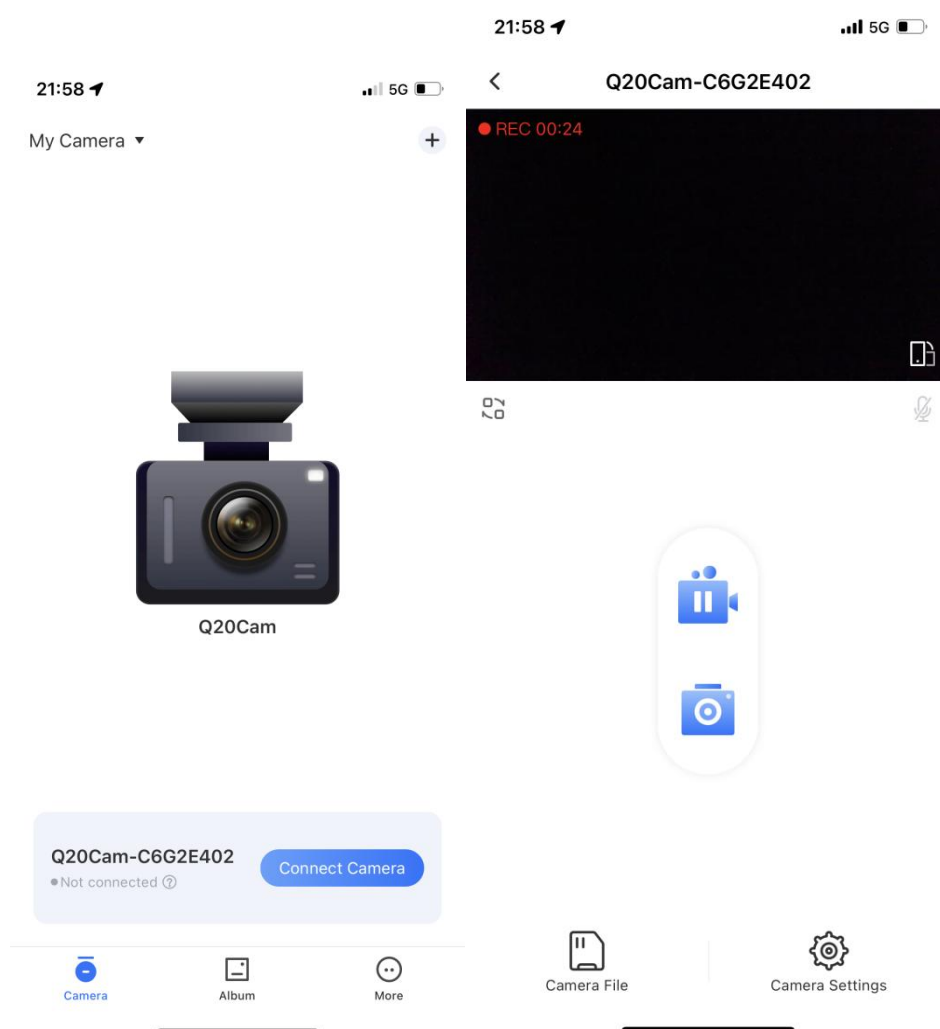 21:58
5G
My Camera
Q20Cam
Q20Cam-C6G2E402
Not connected
Connect Camera
Camera
Album
More
21:58
5G
Q20Cam-C6G2E402
REC 00:24
Camera File
Camera Settings